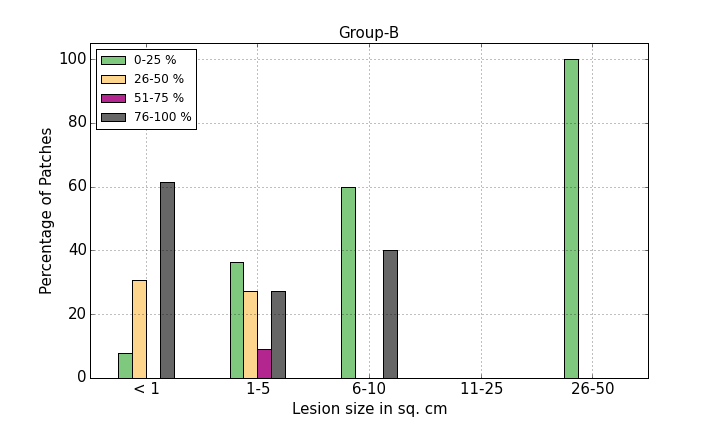 Group-B
0-25 %
26-50 %
51-75 %
76-100 %
Percentage of Patches
100
80
60
40
20
0
< 1 1-5 6-10 11-25 26-50
Lesion size in sq. cm